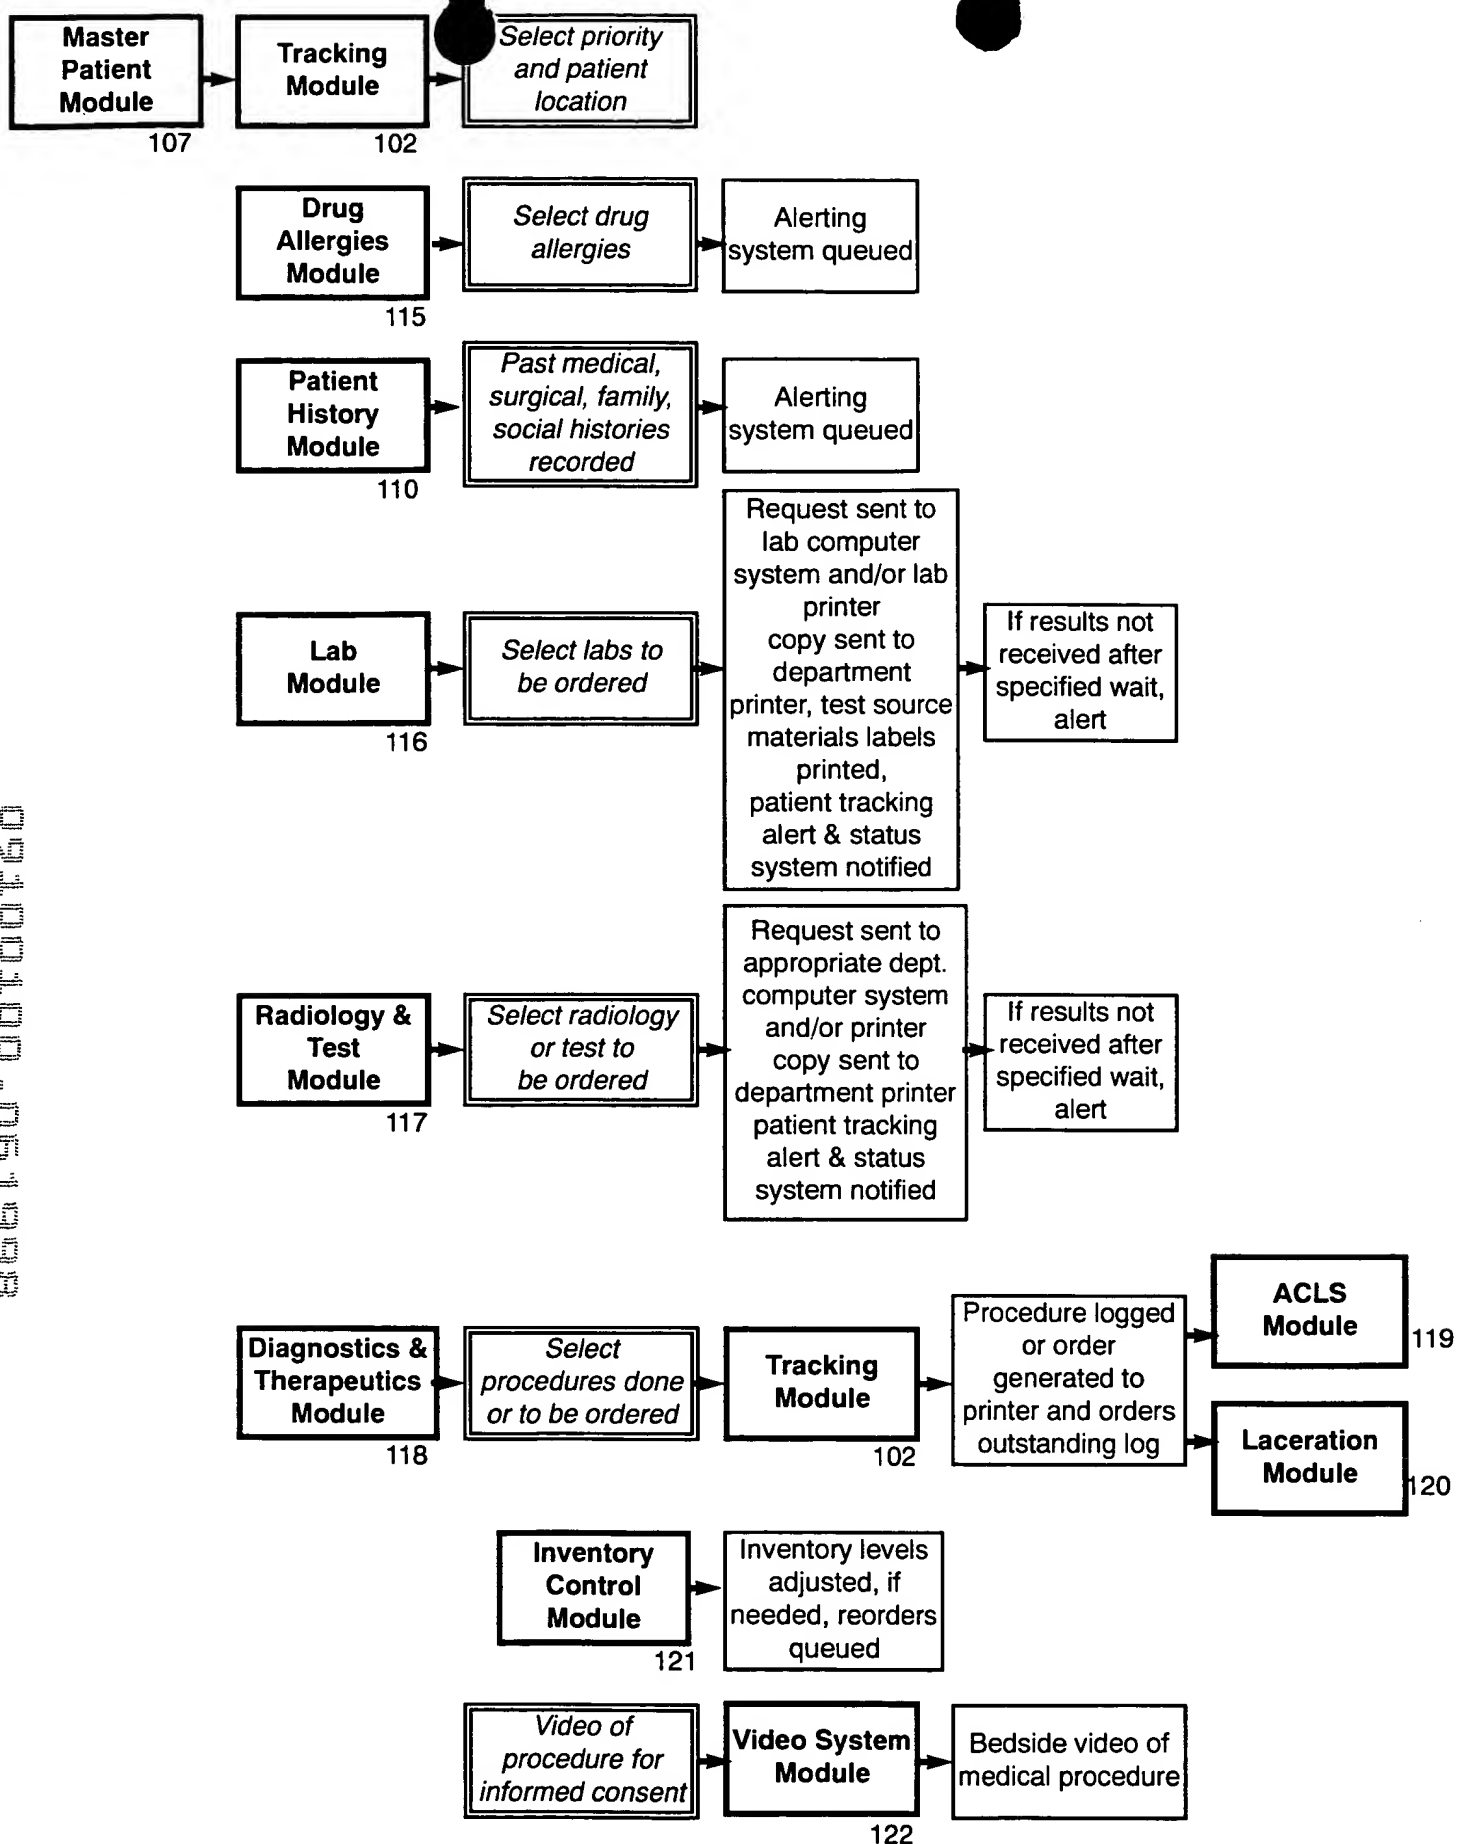 Master
Patient
Module
107
Tracking
Module
102
Select priority
and patient
location
Drug
Allergies
Module
115
Select drug
allergies
Alerting
system queued
Patient
History
Module
110
Past medical,
surgical, family,
social histories
recorded
Alerting
system queued
Lab
Module
116
Select labs to
be ordered
Request sent to
lab computer
system and/or lab
printer
copy sent to
department
printer, test source
materials labels
printed,
patient tracking
alert & status
system notified
If results not
received after
specified wait,
alert
Radiology &
Test
Module
117
Select radiology
or test to
be ordered
Request sent to
appropriate dept.
computer system
and/or printer
copy sent to
department printer
patient tracking
alert & status
system notified
If results not
received after
specified wait,
alert
Diagnostics &
Therapeutics
Module
118
Select
procedures done
or to be ordered
Tracking
Module
102
Procedure logged
or order
generated to
printer and orders
outstanding log
ACLS
Module
119
Laceration
Module
120
Inventory
Control
Module
121
Inventory levels
adjusted, if
needed, reorders
queued
Video of
procedure for
informed consent
Video System
Module
122
Bedside video of
medical procedure